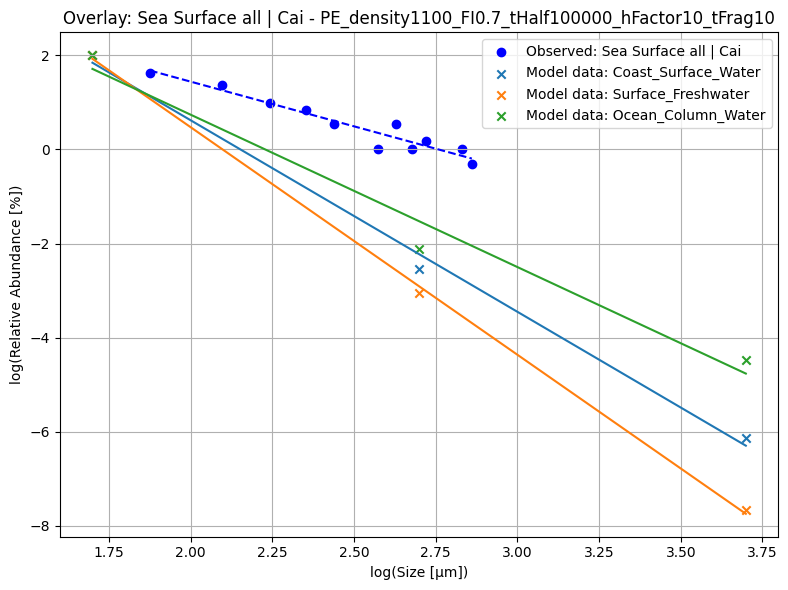 Overlay: Sea Surface all | Cai - PE_density1100_FI0.7_tHalf100000_hFactor10_tFrag10
Observed: Sea Surface all | Cai
Model data: Coast_Surface_Water
Model data: Surface_Freshwater
Model data: Ocean_Column_Water
log(Relative Abundance [%])
2
0
−2
−4
−6
−8
1.75
2.00
2.25
2.50
2.75
3.00
3.25
3.50
3.75
log(Size [µm])